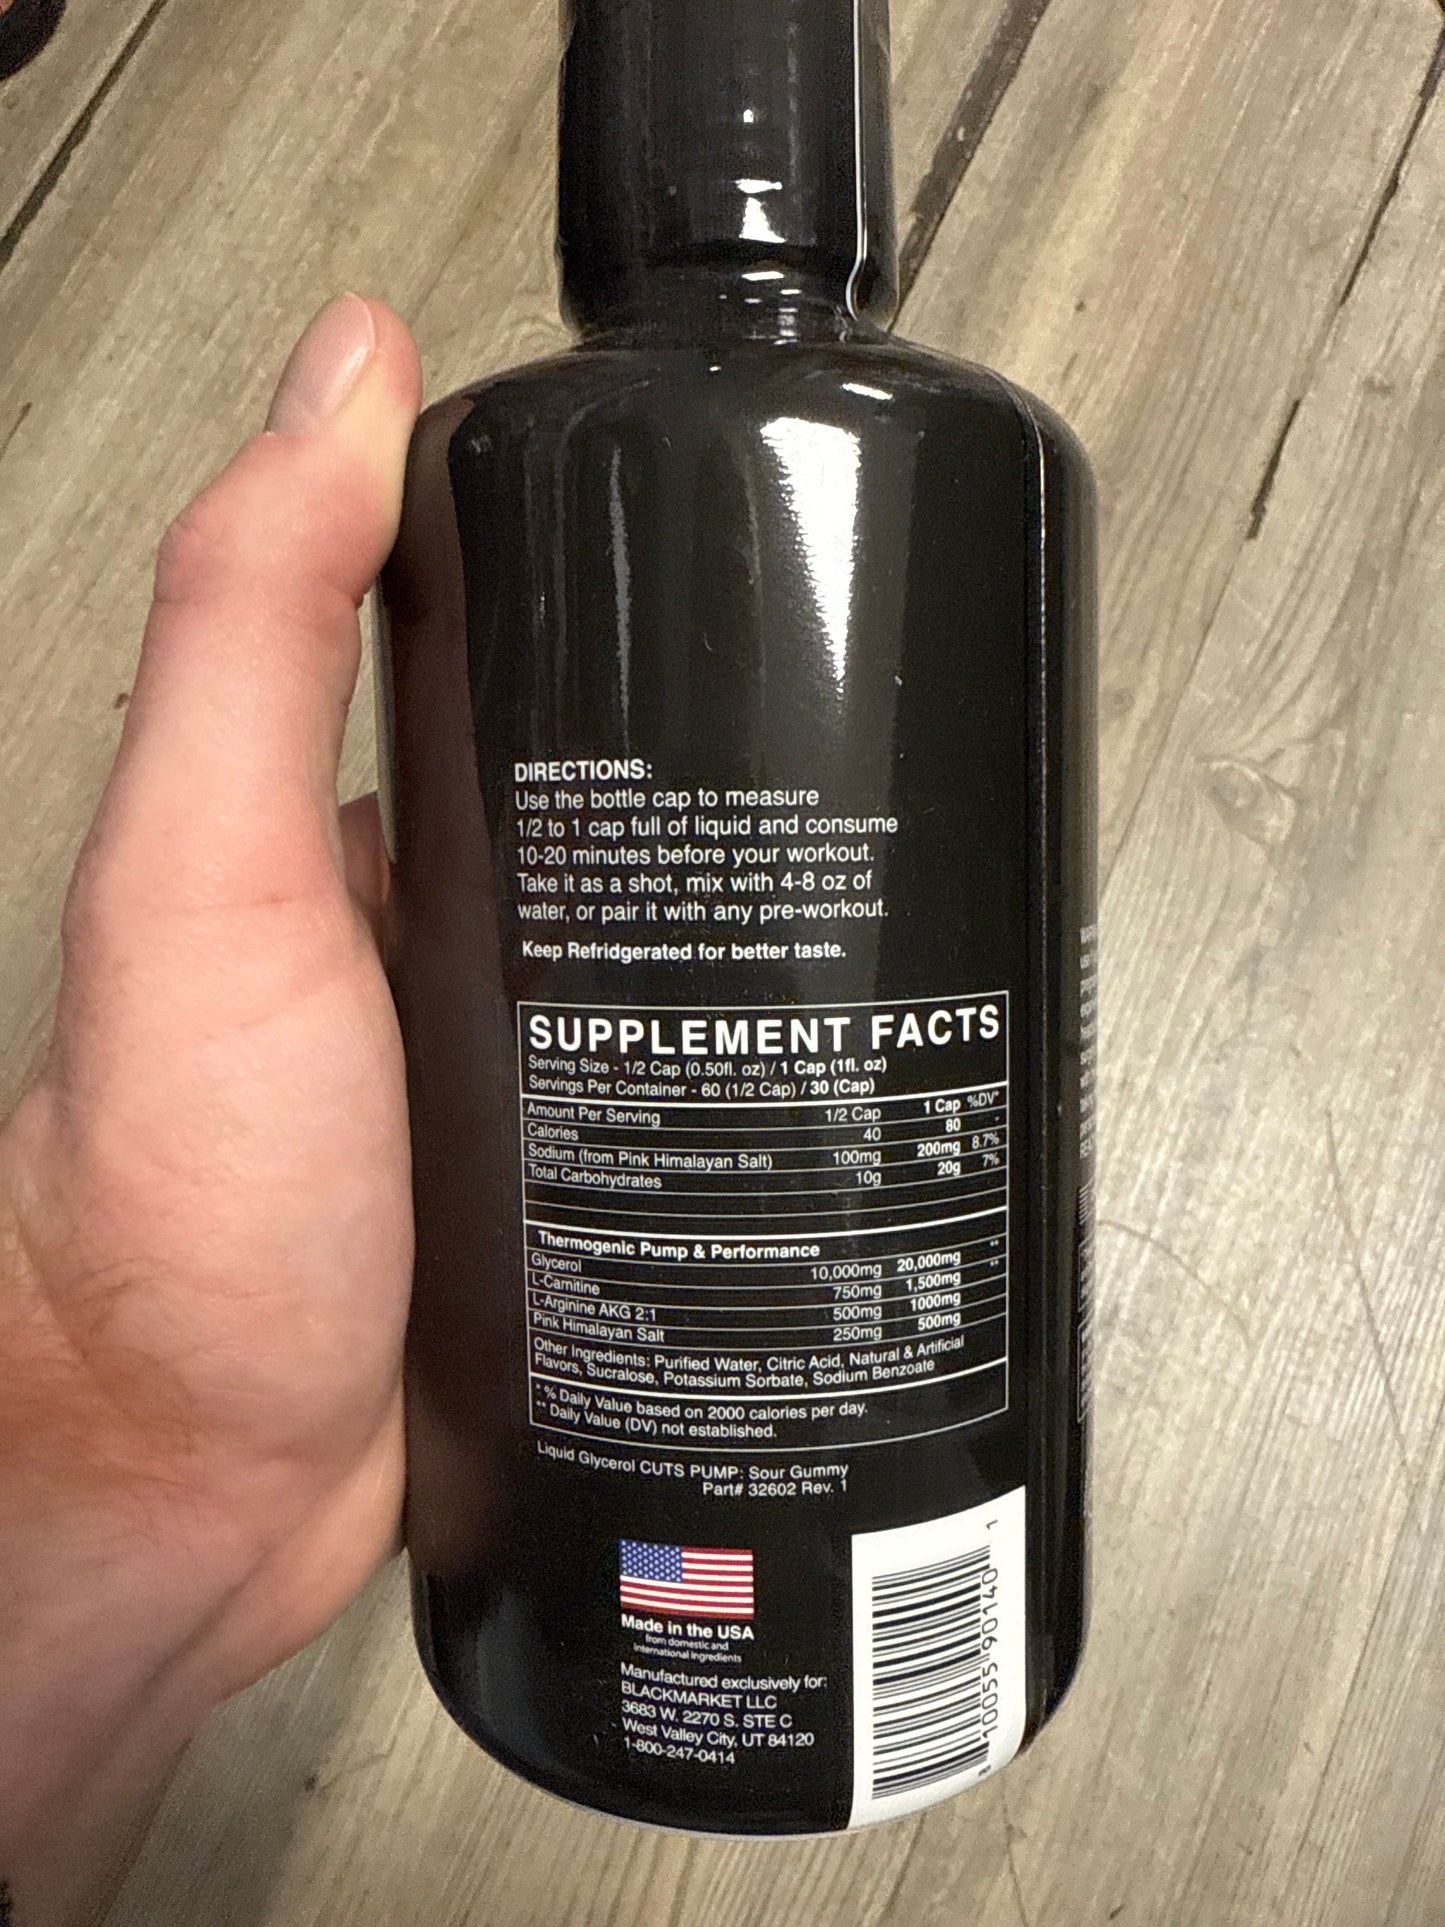 DIRECTIONS:
Use the bottle cap to measure
1/2 to 1 cap full of liquid and consume
10-20 minutes before your workout.
Take it as a shot, mix with 4-8 oz of
water, or pair it with any pre-workout.
Keep Refridgerated for better taste.
SUPPLEMENT FACTS
Serving Size - 1/2 Cap (0.50fl. oz) / 1 Cap (1fl. oz)
Servings Per Container - 60 (1/2 Cap) / 30 (Cap)
Amount Per Serving 1/2 Cap 1 Cap %DV*
Calories 40 80 -
Sodium (from Pink Himalayan Salt) 100mg 200mg 8.7%
Total Carbohydrates 10g 20g 7%
Thermogenic Pump & Performance
Glycerol 10,000mg 20,000mg **
L-Carnitine 750mg 1,500mg **
L-Arginine AKG 2:1 500mg 1000mg
Pink Himalayan Salt 250mg 500mg
Other Ingredients: Purified Water, Citric Acid, Natural & Artificial
Flavors, Sucralose, Potassium Sorbate, Sodium Benzoate
* % Daily Value based on 2000 calories per day.
** Daily Value (DV) not established.
Liquid Glycerol CUTS PUMP: Sour Gummy
Part# 32602 Rev. 1
Made in the USA
from domestic and
International Ingredients
Manufactured exclusively for:
BLACKMARKET LLC
3683 W. 2270 S. STE C
West Valley City, UT 84120
1-800-247-0414
8 10055 90140 1